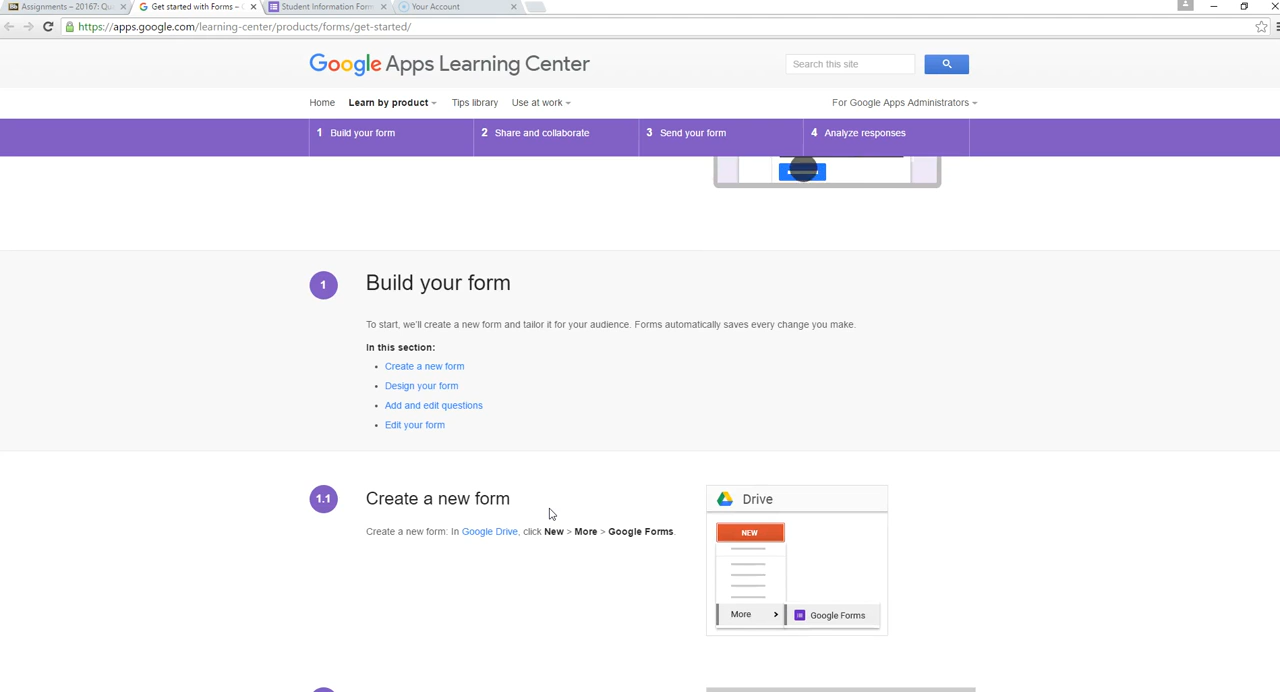 Assignments – 20167: Qu
Get started with Forms –
Student Information Form
Your Account
https://apps.google.com/learning-center/products/forms/get-started/
Google Apps Learning Center
Search this site
Home
Learn by product
Tips library
Use at work
For Google Apps Administrators
1 Build your form
2 Share and collaborate
3 Send your form
4 Analyze responses
1
Build your form
To start, we'll create a new form and tailor it for your audience. Forms automatically saves every change you make.
In this section:
• Create a new form
• Design your form
• Add and edit questions
• Edit your form
1.1
Create a new form
Create a new form: In Google Drive, click New > More > Google Forms.
Drive
NEW
More
Google Forms